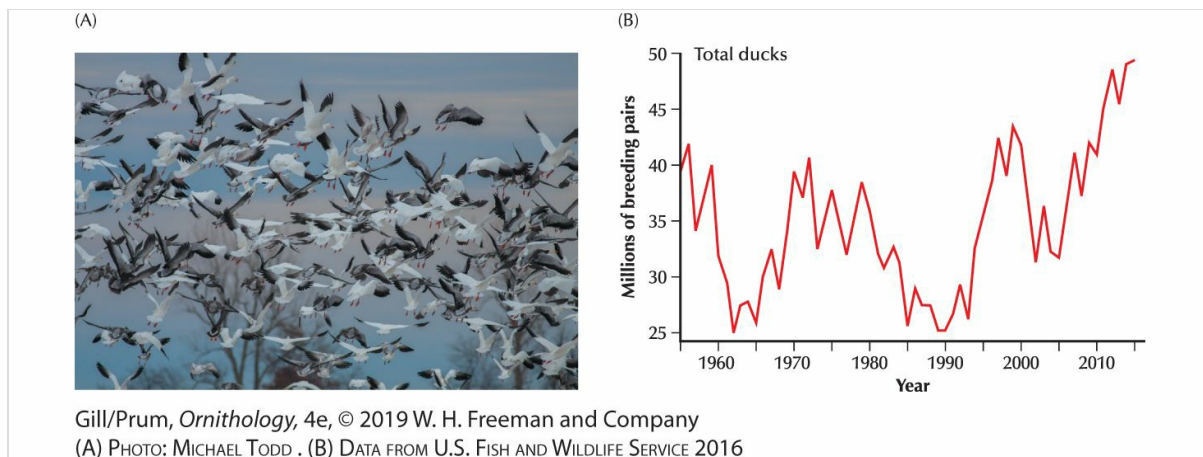 (A)
(B)
Total ducks
Millions of breeding pairs
50
45
40
35
30
25
1960 1970 1980 1990 2000 2010
Year
Gill/Prum, Ornithology, 4e, © 2019 W. H. Freeman and Company
(A) PHOTO: MICHAEL TODD . (B) DATA FROM U.S. FISH AND WILDLIFE SERVICE 2016